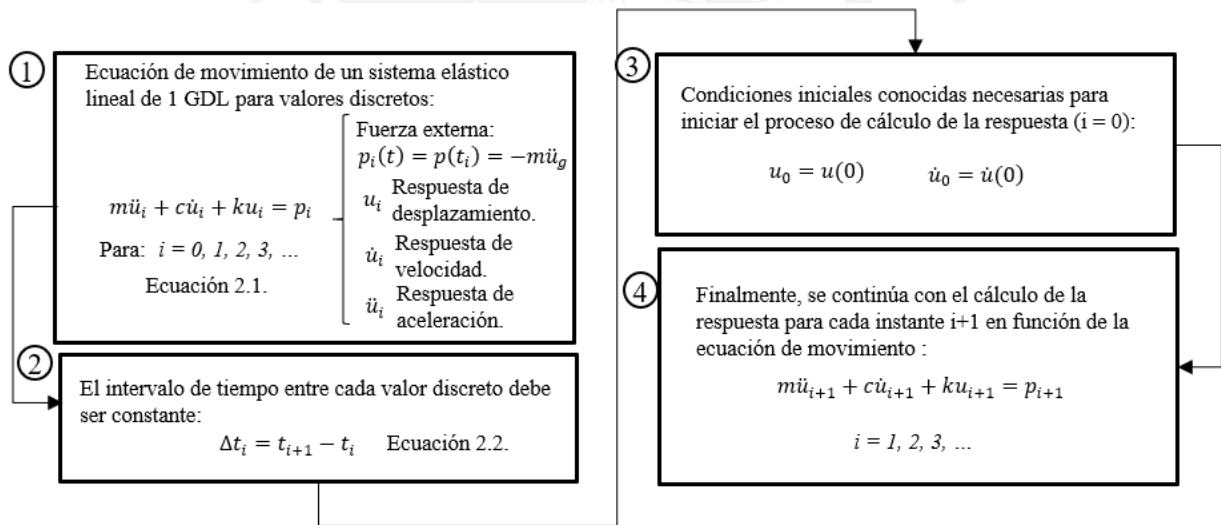 1
Ecuación de movimiento de un sistema elástico
lineal de 1 GDL para valores discretos:
Fuerza externa:
pᵢ(t) = p(tᵢ) = −mü_g
uᵢ Respuesta de
desplazamiento.
müᵢ + cu̇ᵢ + kuᵢ = pᵢ
u̇ᵢ Respuesta de
velocidad.
Para: i = 0, 1, 2, 3, ...
Ecuación 2.1.
üᵢ Respuesta de
aceleración.
2
El intervalo de tiempo entre cada valor discreto debe
ser constante:
Δtᵢ = tᵢ₊₁ − tᵢ Ecuación 2.2.
3
Condiciones iniciales conocidas necesarias para
iniciar el proceso de cálculo de la respuesta (i = 0):
u₀ = u(0) u̇₀ = u̇(0)
4
Finalmente, se continúa con el cálculo de la
respuesta para cada instante i+1 en función de la
ecuación de movimiento :
müᵢ₊₁ + cu̇ᵢ₊₁ + kuᵢ₊₁ = pᵢ₊₁
i = 1, 2, 3, ...